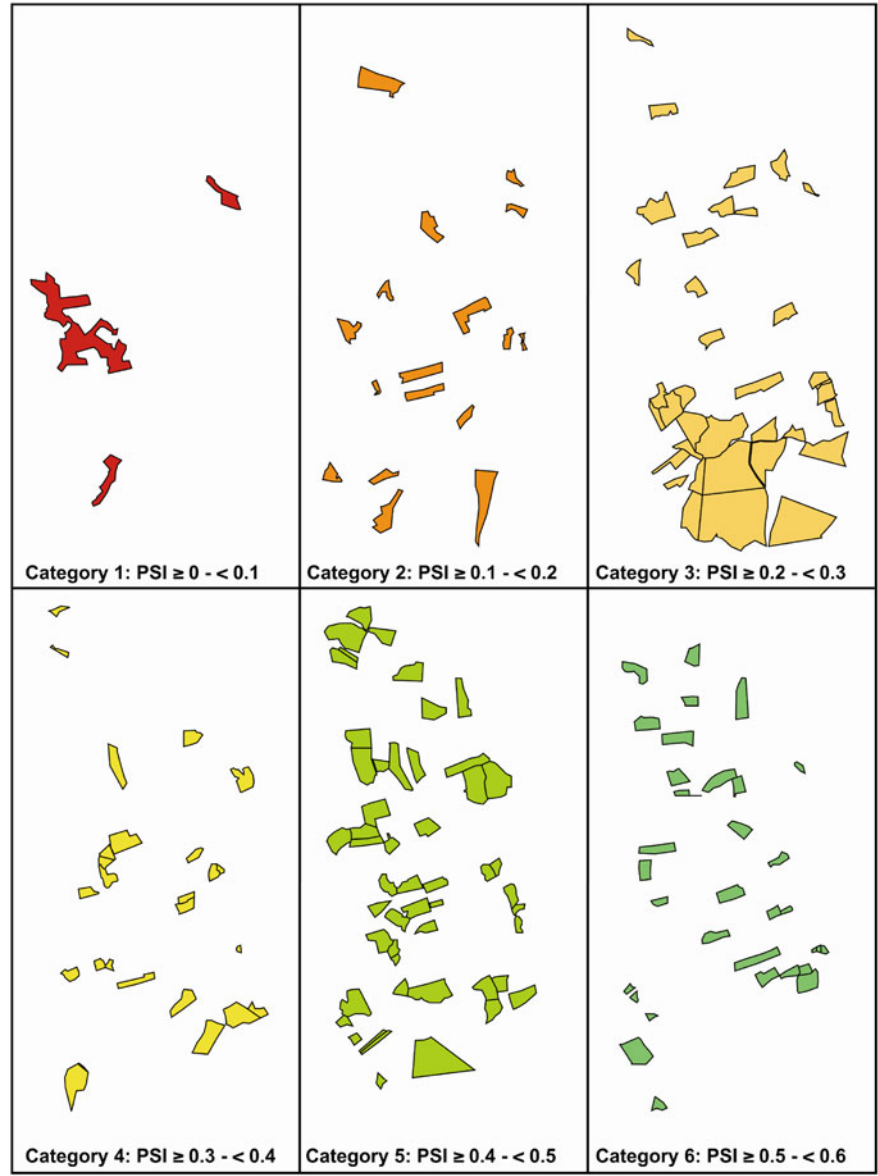 Category 1: PSI ≥ 0 - < 0.1
Category 2: PSI ≥ 0.1 - < 0.2
Category 3: PSI ≥ 0.2 - < 0.3
Category 4: PSI ≥ 0.3 - < 0.4
Category 5: PSI ≥ 0.4 - < 0.5
Category 6: PSI ≥ 0.5 - < 0.6